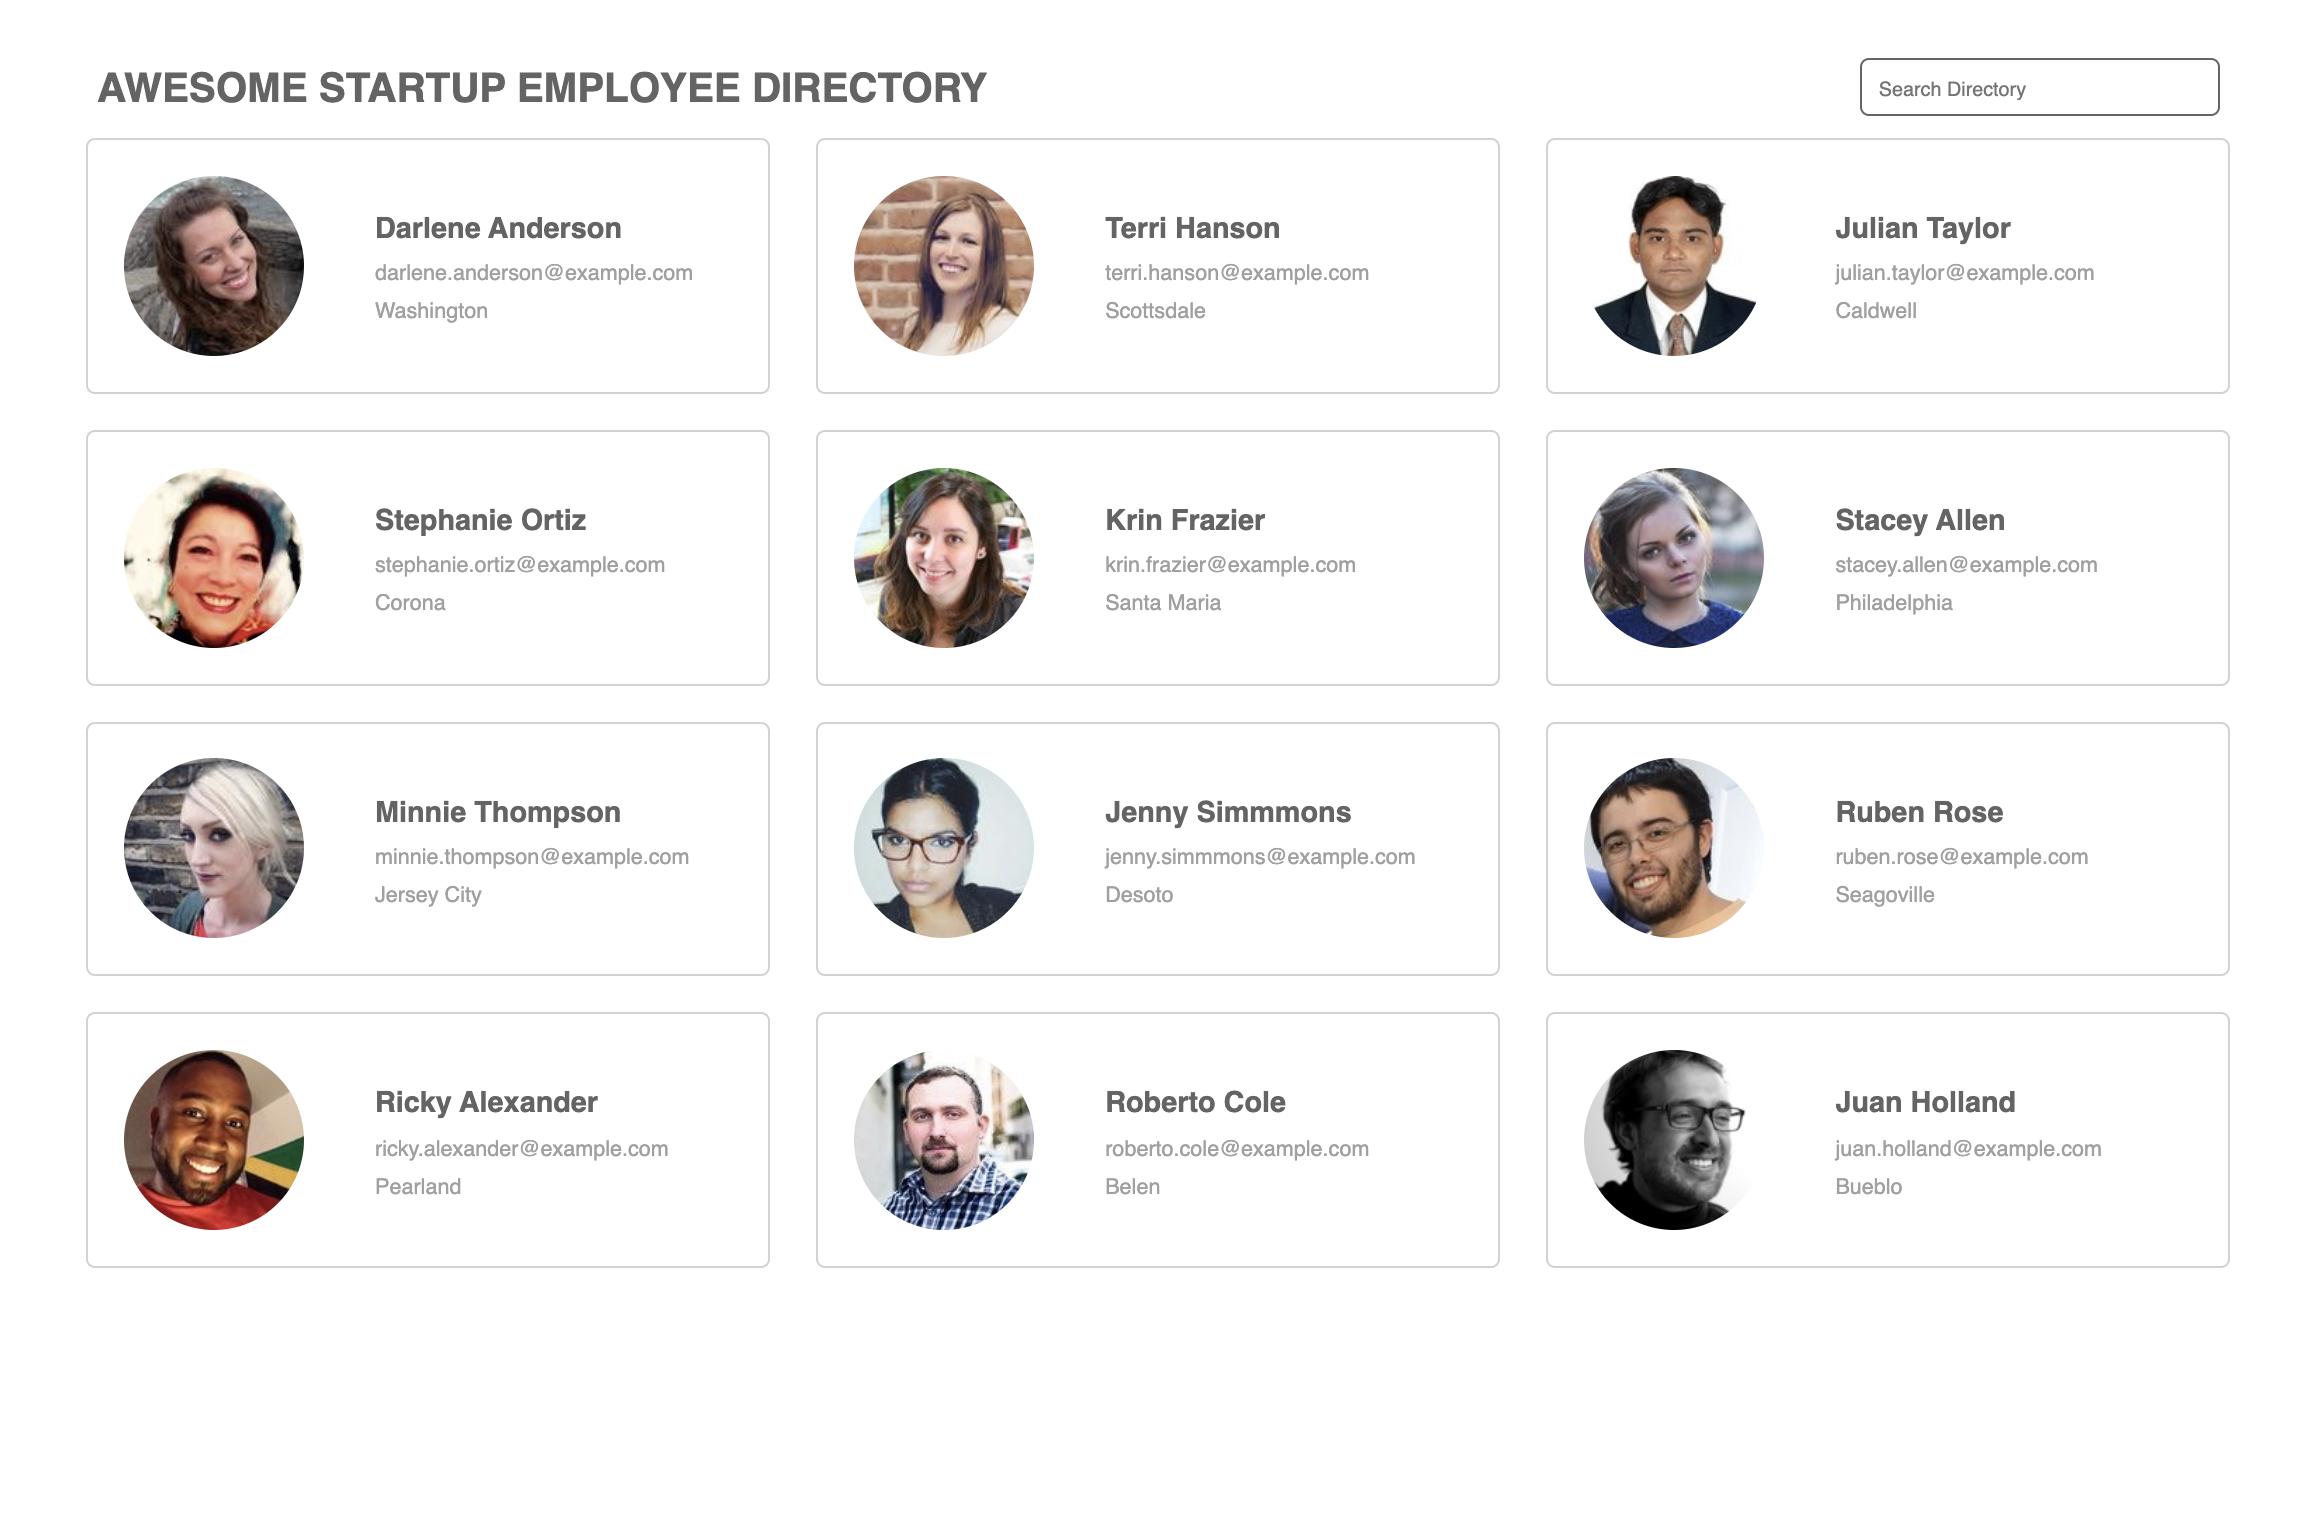 AWESOME STARTUP EMPLOYEE DIRECTORY
Search Directory
Darlene Anderson
darlene.anderson@example.com
Washington
Terri Hanson
terri.hanson@example.com
Scottsdale
Julian Taylor
julian.taylor@example.com
Caldwell
Stephanie Ortiz
stephanie.ortiz@example.com
Corona
Krin Frazier
krin.frazier@example.com
Santa Maria
Stacey Allen
stacey.allen@example.com
Philadelphia
Minnie Thompson
minnie.thompson@example.com
Jersey City
Jenny Simmmons
jenny.simmmons@example.com
Desoto
Ruben Rose
ruben.rose@example.com
Seagoville
Ricky Alexander
ricky.alexander@example.com
Pearland
Roberto Cole
roberto.cole@example.com
Belen
Juan Holland
juan.holland@example.com
Bueblo